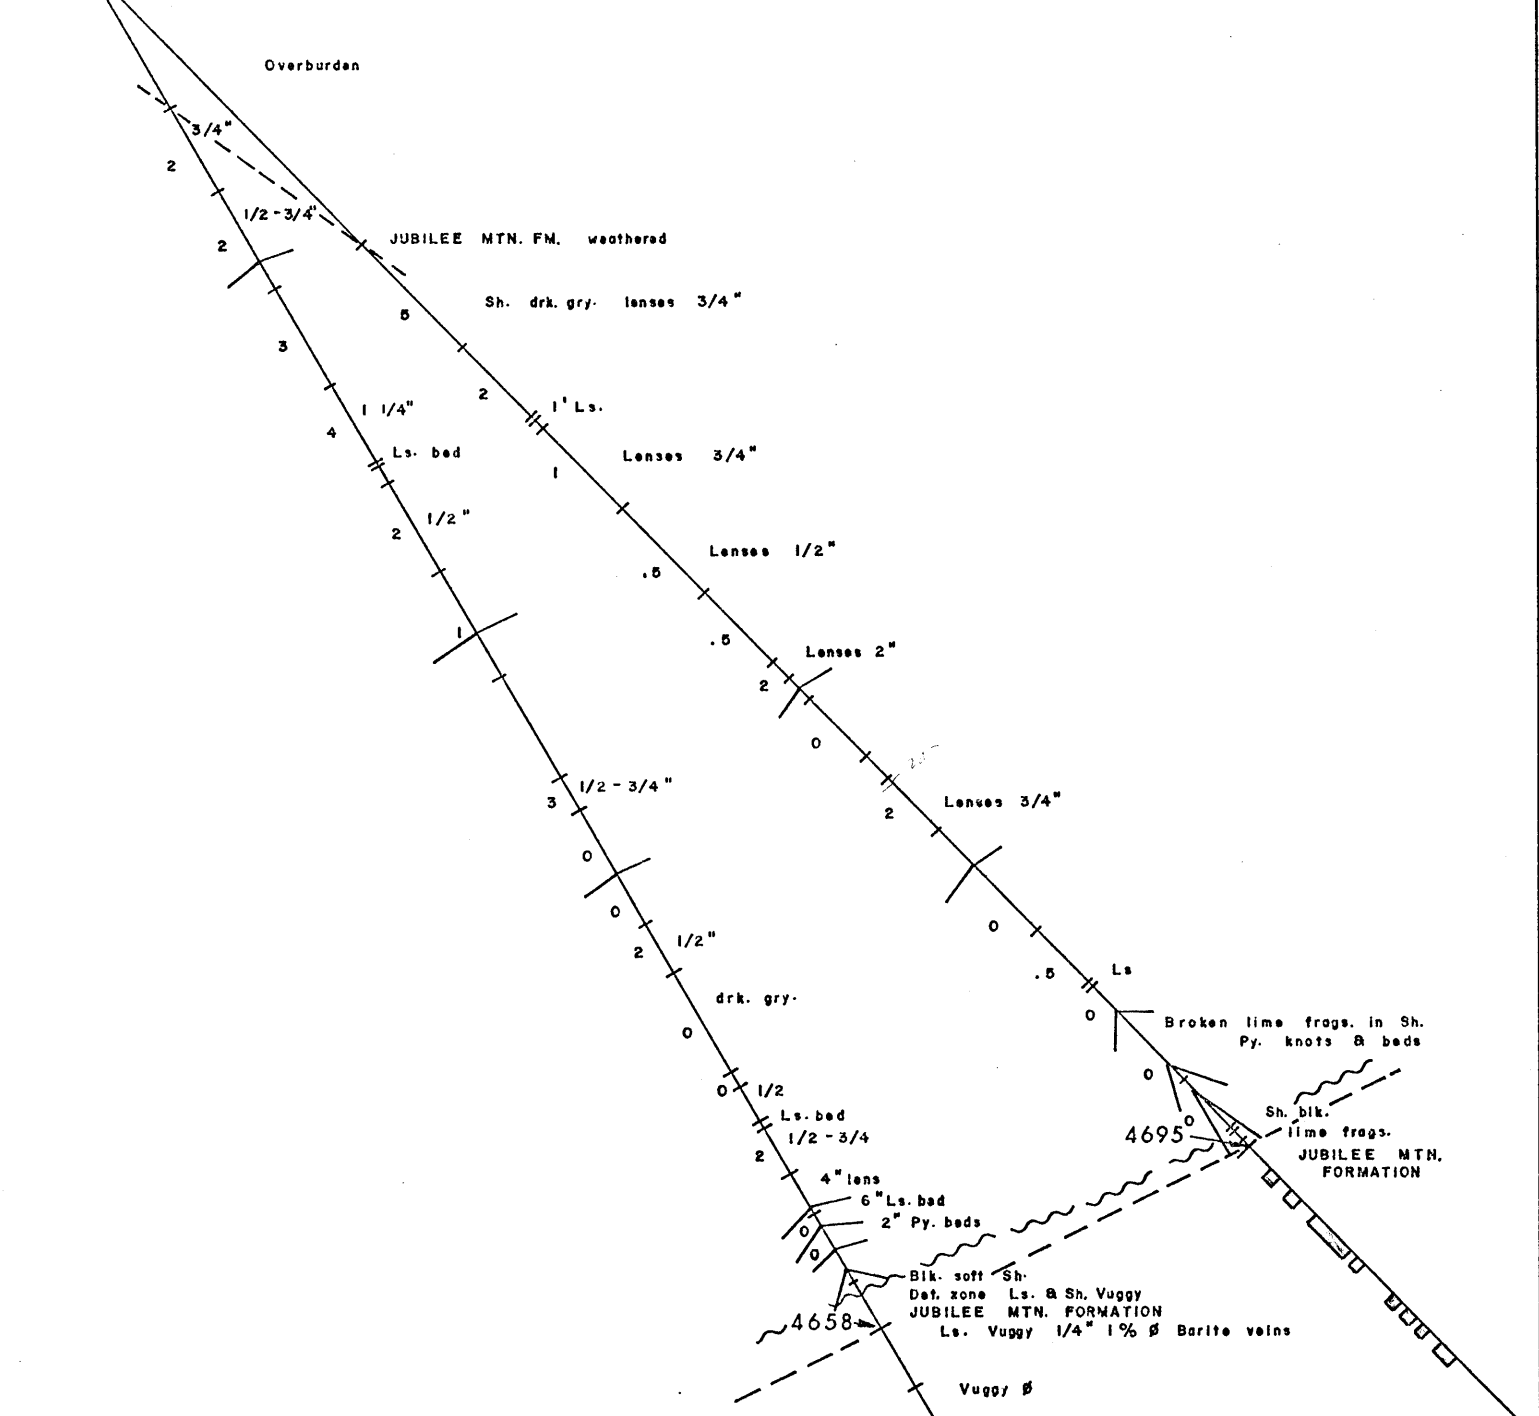 Overburden
3/4"
2
1/2 - 3/4"
2
JUBILEE MTN. FM. weathered
Sh. drk. gry. lenses 3/4"
5
3
2
1' Ls.
1 1/4"
4
Ls. bed
Lenses 3/4"
1
1/2"
2
Lenses 1/2"
.5
1
.5
Lenses 2"
2
0
1/2 - 3/4"
3
Lenses 3/4"
2
0
0
1/2"
2
0
.5
Ls
drk. gry.
0
0
Broken lime frags. in Sh.
Py. knots & beds
0
0
1/2
Ls. bed
1/2 - 3/4
2
0
Sh. blk.
lime frags.
4695
JUBILEE MTN.
FORMATION
4" lens
6" Ls. bed
2" Py. beds
0
0
Blk. soft Sh.
Det. zone Ls. & Sh. Vuggy
JUBILEE MTN. FORMATION
4658
Ls. Vuggy 1/4" 1% Ø Barite veins
Vuggy Ø